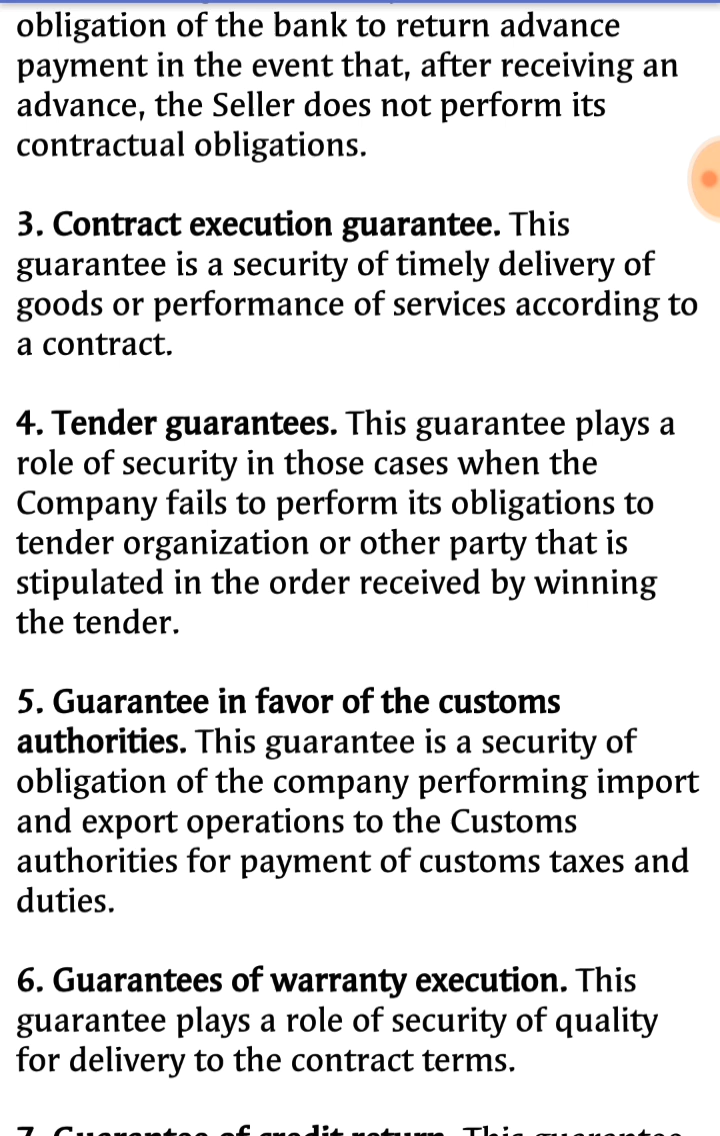 obligation of the bank to return advance
payment in the event that, after receiving an
advance, the Seller does not perform its
contractual obligations.
3. Contract execution guarantee. This
guarantee is a security of timely delivery of
goods or performance of services according to
a contract.
4. Tender guarantees. This guarantee plays a
role of security in those cases when the
Company fails to perform its obligations to
tender organization or other party that is
stipulated in the order received by winning
the tender.
5. Guarantee in favor of the customs
authorities. This guarantee is a security of
obligation of the company performing import
and export operations to the Customs
authorities for payment of customs taxes and
duties.
6. Guarantees of warranty execution. This
guarantee plays a role of security of quality
for delivery to the contract terms.
7. Guarantee of credit return. This guarantee